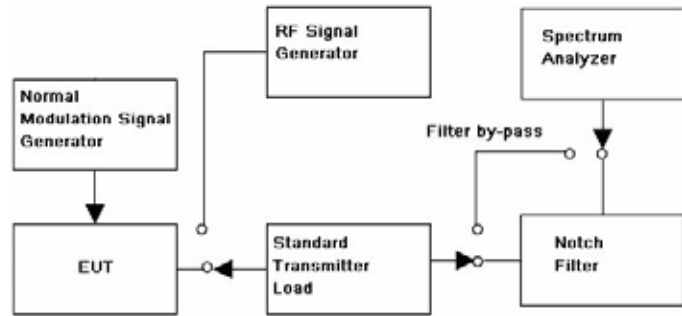 RF Signal
Generator
Spectrum
Analyzer
Normal
Modulation Signal
Generator
Filter by-pass
EUT
Standard
Transmitter
Load
Notch
Filter